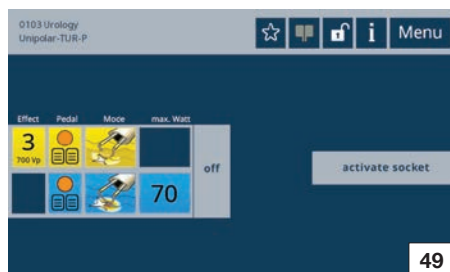 0103 Urology
Unipolar-TUR-P
i
Menu
Effect Pedal Mode max. Watt
3
700 Vp
off
activate socket
70
49